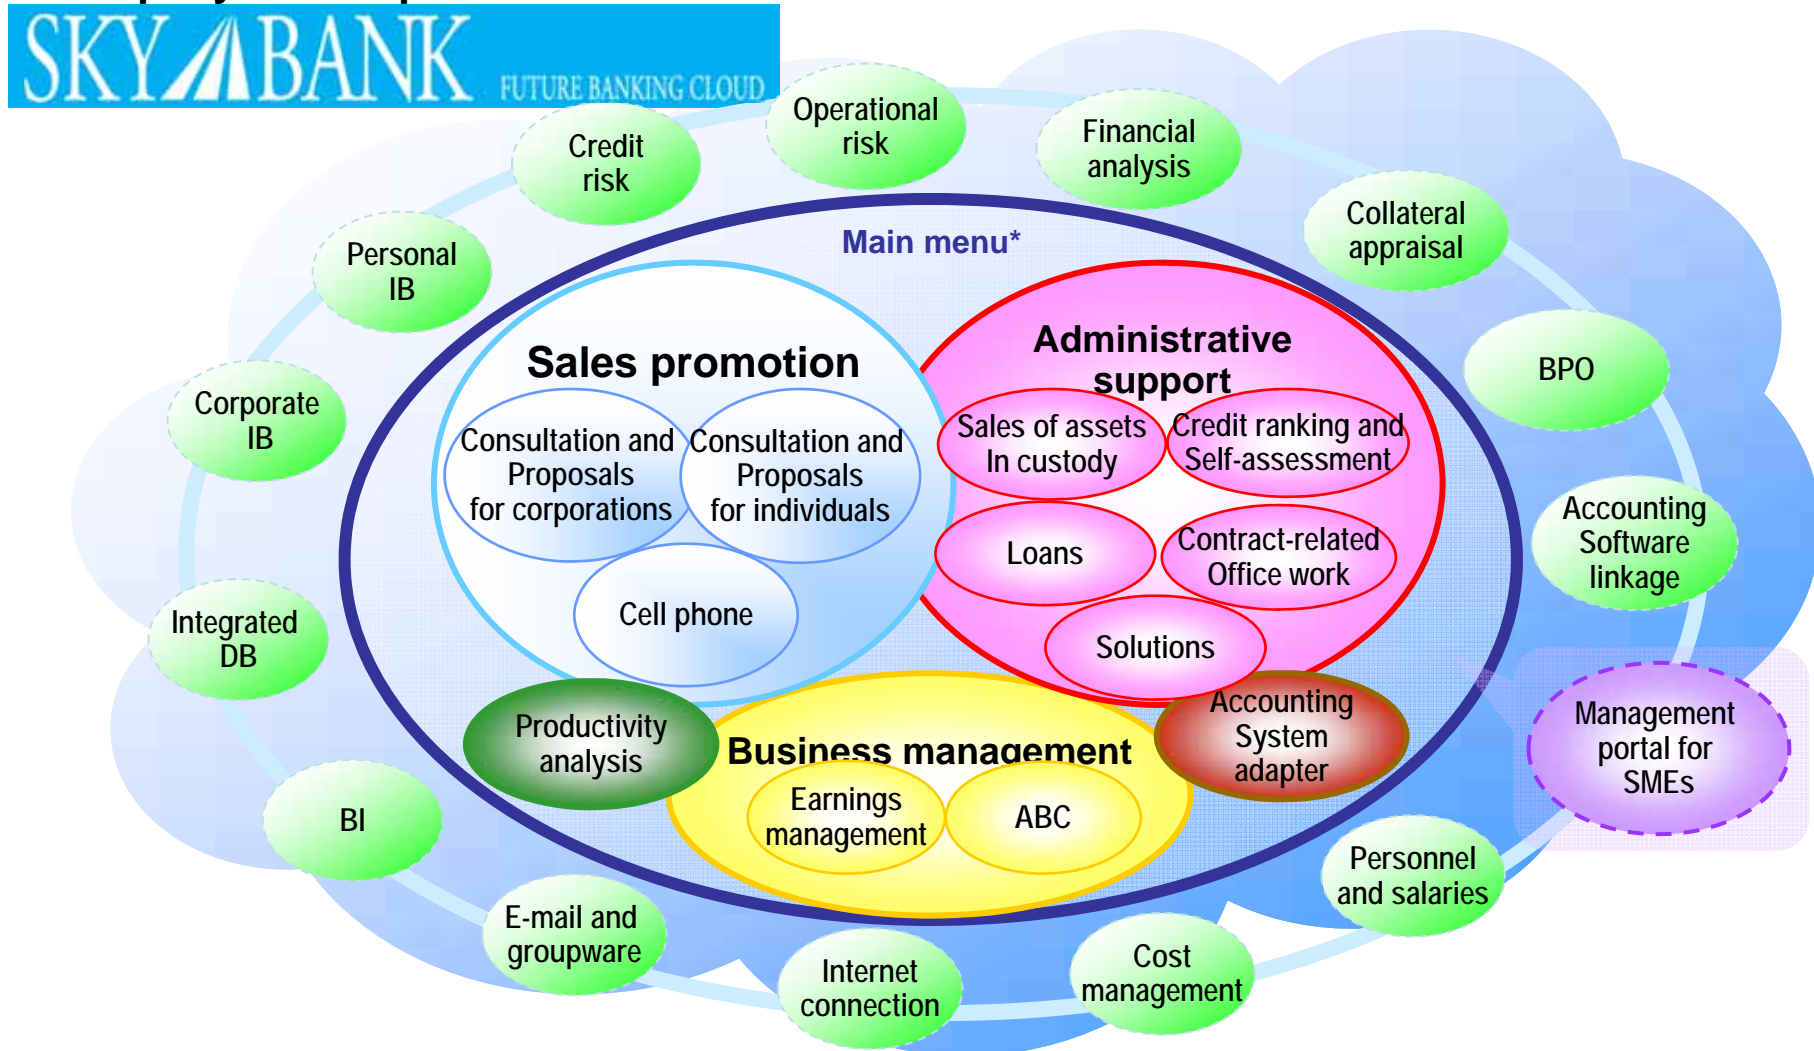 SKY BANK FUTURE BANKING CLOUD
Operational
risk
Credit
risk
Financial
analysis
Personal
IB
Collateral
appraisal
Main menu*
Corporate
IB
Sales promotion
Administrative
support
BPO
Consultation and
Proposals
for corporations
Consultation and
Proposals
for individuals
Cell phone
Sales of assets
In custody
Credit ranking and
Self-assessment
Loans
Contract-related
Office work
Solutions
Accounting
Software
linkage
Integrated
DB
Productivity
analysis
Business management
Earnings
management
ABC
Accounting
System
adapter
Management
portal for
SMEs
BI
Personnel
and salaries
E-mail and
groupware
Internet
connection
Cost
management